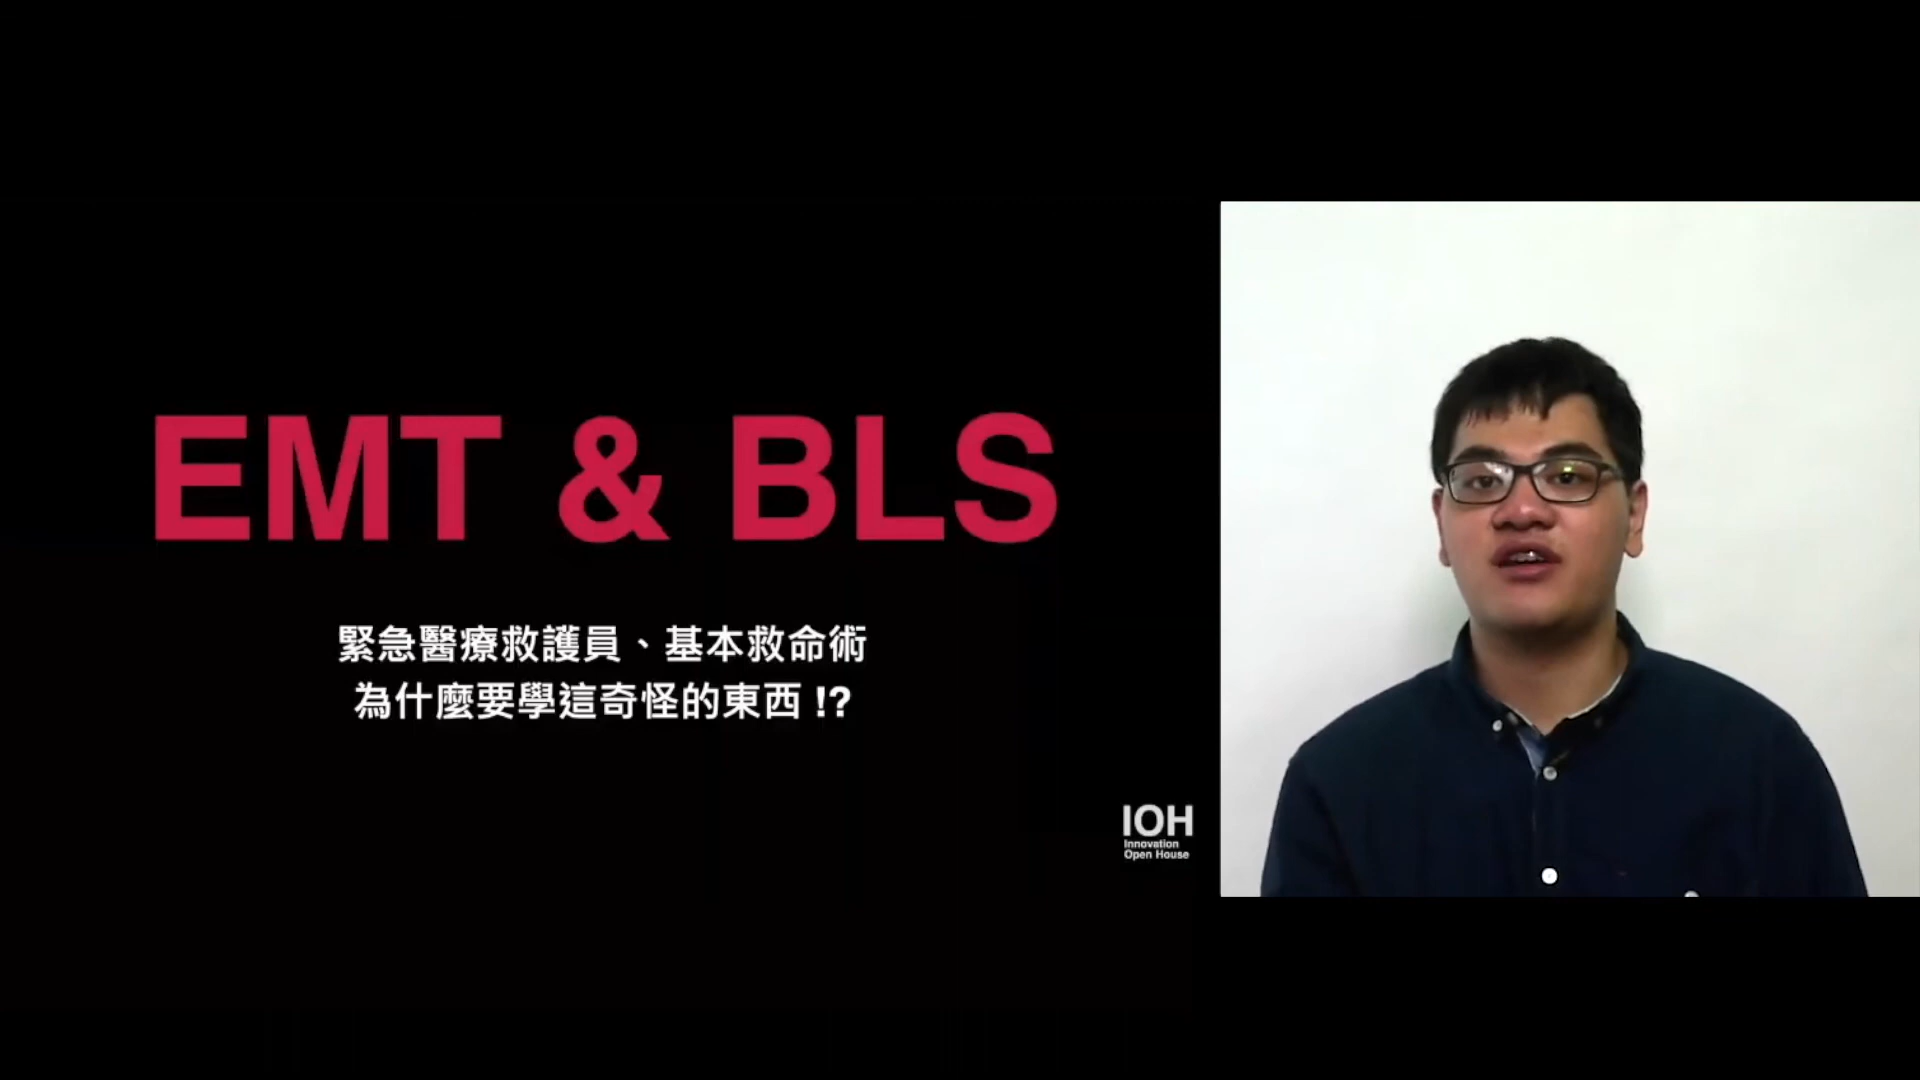 EMT & BLS
緊急醫療救護員、基本救命術
為什麼要學這奇怪的東西 !?
IOH
Innovation
Open House